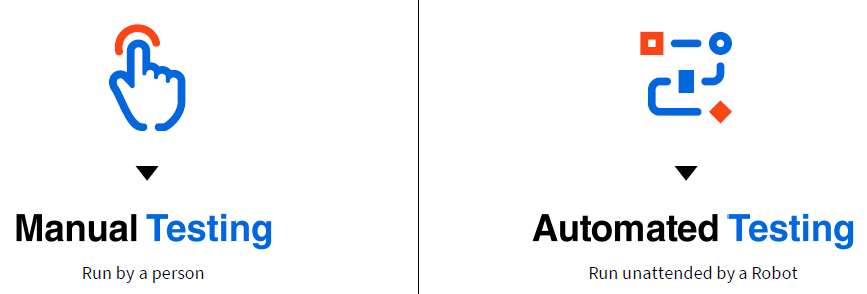 Manual Testing
Run by a person
Automated Testing
Run unattended by a Robot